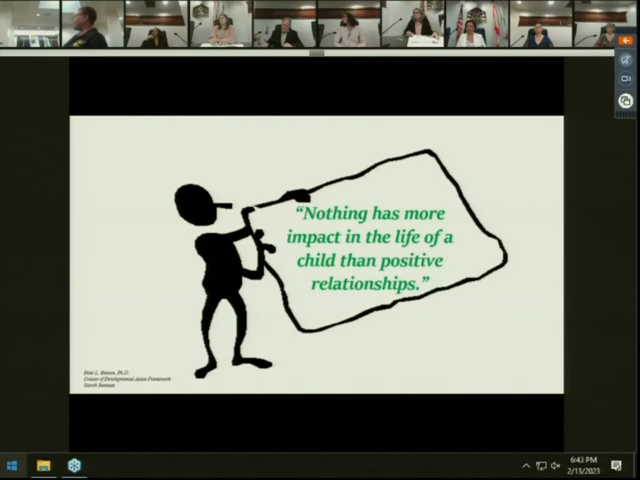 “Nothing has more
impact in the life of a
child than positive
relationships.”
Peter L. Benson, Ph.D.
Creator of Developmental Asset Framework
Search Institute
6:43 PM
2/13/2023